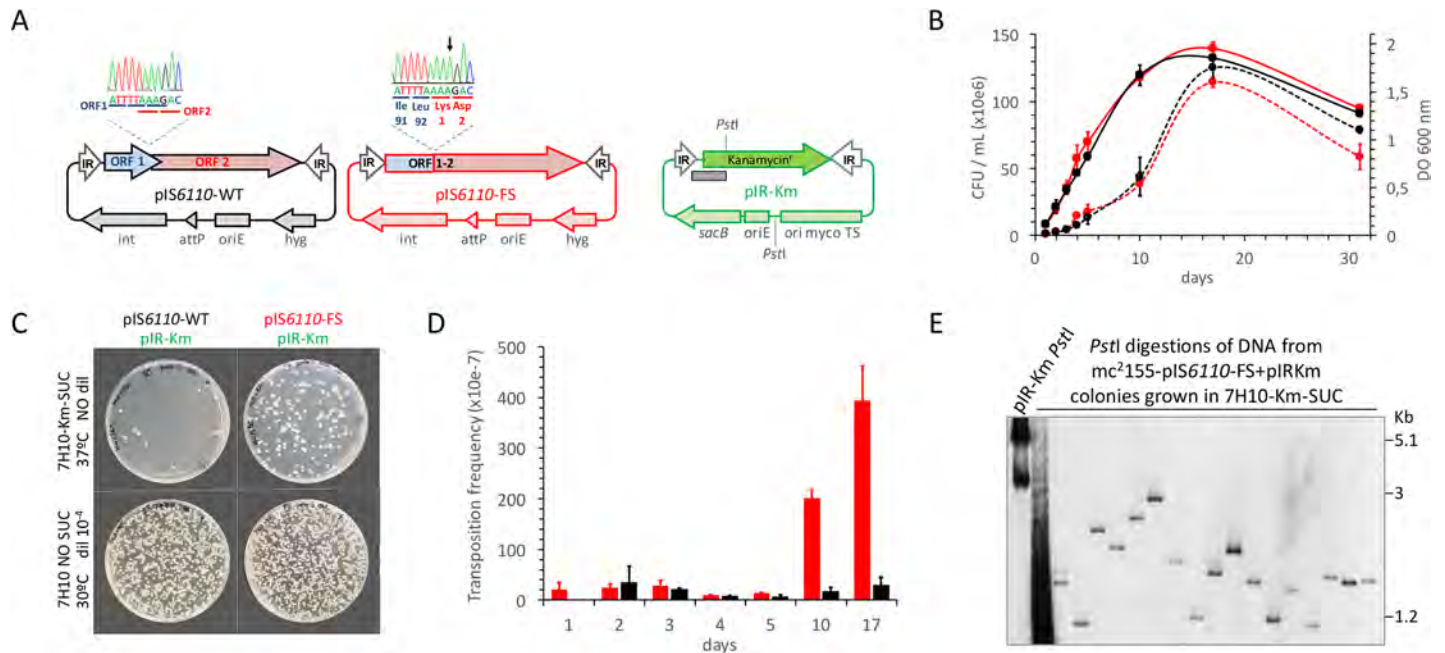 A
ATTTTAAAGAC
ORF1
ORF2
IR
ORF 1
ORF 2
IR
pIS6110-WT
int
attP
oriE
hyg
ATTTTAAAAGAC
Ile Leu Lys Asp
91 92 1 2
IR
ORF 1-2
IR
pIS6110-FS
int
attP
oriE
hyg
PstI
IR
Kanamycinʳ
IR
pIR-Km
sacB
oriE
ori myco TS
PstI
B
CFU / mL (x10e6)
150
120
90
60
30
0
DO 600 nm
2
1,5
1
0,5
0
0
10
20
30
days
C
pIS6110-WT
pIR-Km
pIS6110-FS
pIR-Km
7H10-Km-SUC
37ºC NO dil
7H10 NO SUC
30ºC dil 10⁻⁴
D
Transposition frequency (x10e-7)
500
400
300
200
100
0
1
2
3
4
5
10
17
days
E
pIR-Km PstI
PstI digestions of DNA from
mc²155-pIS6110-FS+pIRKm
colonies grown in 7H10-Km-SUC
Kb
5.1
3
1.2